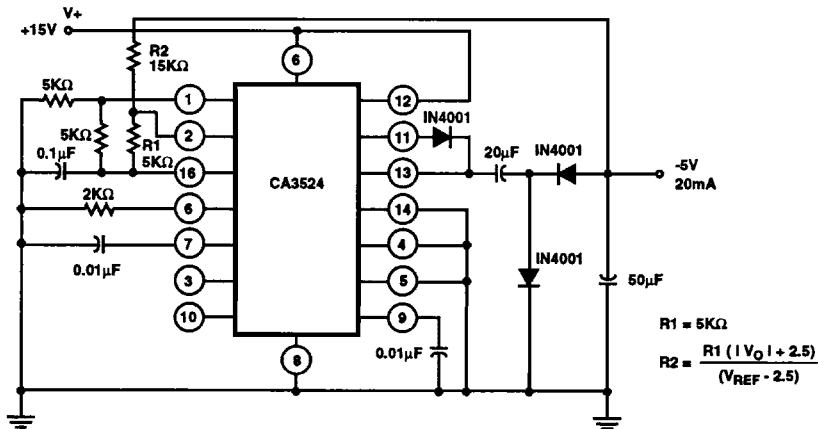 V+
+15V
R2
15KΩ
6
5KΩ
1
12
IN4001
2
11
5KΩ
R1
5KΩ
0.1µF
20µF
IN4001
16
CA3524
13
-5V
20mA
2KΩ
6
14
7
4
0.01µF
IN4001
3
5
50µF
10
9
R1 = 5KΩ
0.01µF
8
R2 = R1 ( | VO | + 2.5)
(VREF - 2.5)